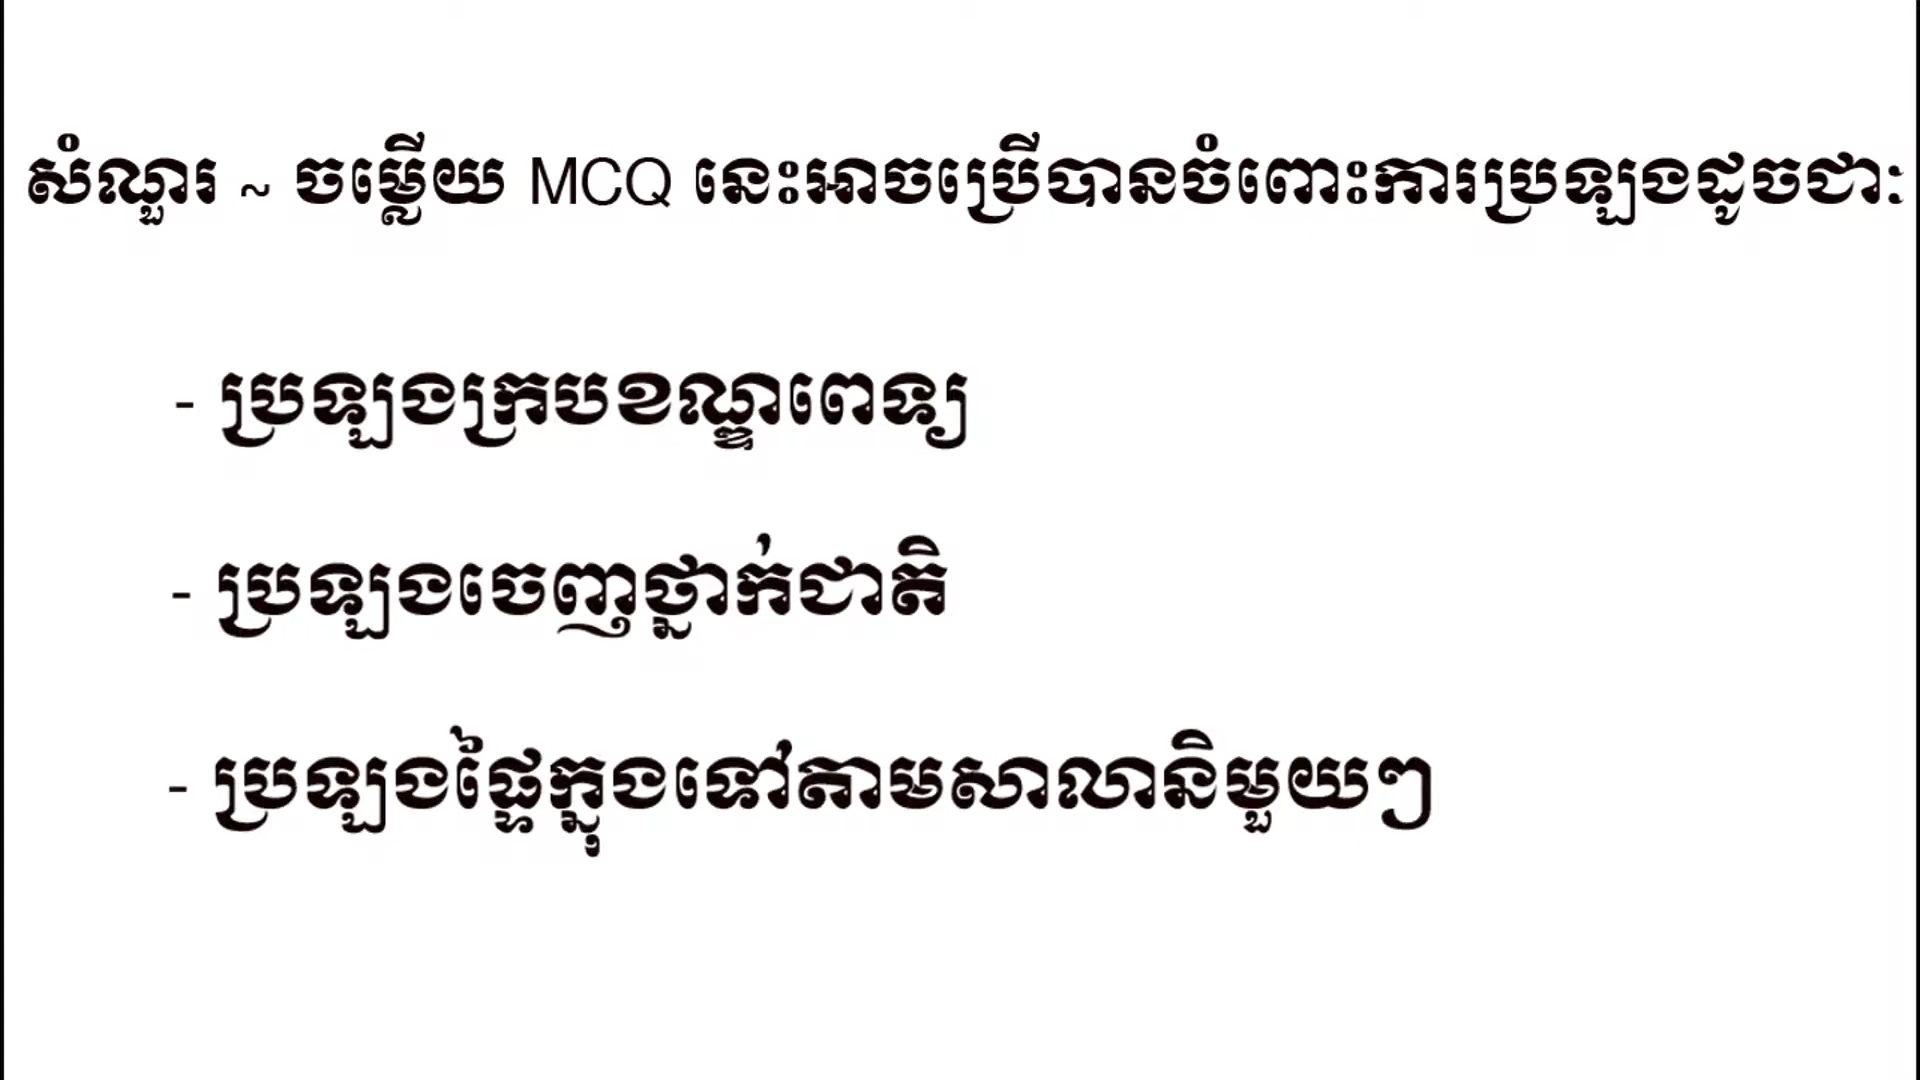 សំណួរ ~ ចម្លើយ MCQ នេះអាចប្រើបានចំពោះការប្រឡងដូចជាៈ
- ប្រឡងក្របខណ្ឌពេទ្យ
- ប្រឡងចេញថ្នាក់ជាតិ
- ប្រឡងផ្ទៃក្នុងទៅតាមសាលានិមួយៗ